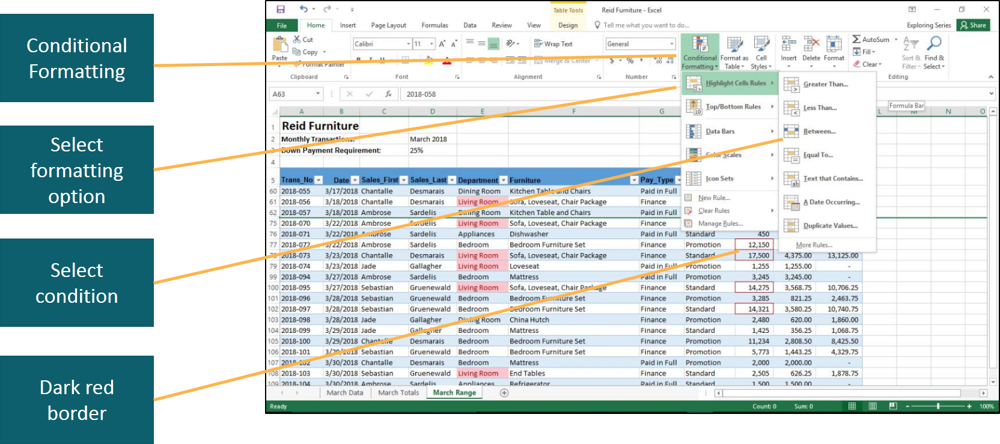 Conditional
Formatting
Select
formatting
option
Select
condition
Dark red
border
Table Tools
Reid Furniture - Excel
File Home Insert Page Layout Formulas Data Review View Design Tell me what you want to do... Exploring Series Share
Paste
Cut
Copy
Format Painter
Clipboard
Calibri 11
B I U
Font
Wrap Text
Merge & Center
Alignment
General
$ % ,
Number
Conditional Formatting
Format as Table
Cell Styles
Insert Delete Format
AutoSum
Fill
Clear
Sort & Filter
Find & Select
Editing
A63 fx 2018-058
Formula Bar
Highlight Cells Rules
Top/Bottom Rules
Data Bars
Color Scales
Icon Sets
New Rule...
Clear Rules
Manage Rules...
Greater Than...
Less Than...
Between...
Equal To...
Text that Contains...
A Date Occurring...
Duplicate Values...
More Rules...
A B C D E F G L M N O
1 Reid Furniture
2 Monthly Transactions: March 2018
3 Down Payment Requirement: 25%
4
5 Trans_No Date Sales_First Sales_Last Department Furniture Pay_Type
60 2018-055 3/17/2018 Chantalle Desmarais Dining Room Kitchen Table and Chairs Paid in Full
61 2018-056 3/18/2018 Chantalle Desmarais Living Room Sofa, Loveseat, Chair Package Finance
62 2018-057 3/18/2018 Ambrose Sardelis Dining Room Kitchen Table and Chairs Paid in Full
75 2018-070 3/22/2018 Ambrose Sardelis Living Room Sofa, Loveseat, Chair Package Finance
76 2018-071 3/22/2018 Ambrose Sardelis Appliances Dishwasher Paid in Full Standard 450
77 2018-072 3/22/2018 Ambrose Sardelis Bedroom Bedroom Furniture Set Finance Promotion 12,150
78 2018-073 3/23/2018 Chantalle Desmarais Living Room Sofa, Loveseat, Chair Package Finance Standard 17,500 4,375.00 13,125.00
79 2018-074 3/23/2018 Jade Gallagher Living Room Loveseat Paid in Full Promotion 1,255 1,255.00 -
99 2018-094 3/27/2018 Ambrose Sardelis Bedroom Mattress Paid in Full Promotion 3,245 3,245.00 -
100 2018-095 3/27/2018 Sebastian Gruenewald Living Room Sofa, Loveseat, Chair Package Finance Standard 14,275 3,568.75 10,706.25
101 2018-096 3/28/2018 Sebastian Gruenewald Bedroom Bedroom Furniture Set Finance Promotion 3,285 821.25 2,463.75
102 2018-097 3/28/2018 Sebastian Gruenewald Bedroom Bedroom Furniture Set Finance Standard 14,321 3,580.25 10,740.75
103 2018-098 3/28/2018 Jade Gallagher Dining Room China Hutch Finance Promotion 2,480 620.00 1,860.00
104 2018-099 3/29/2018 Jade Gallagher Bedroom Mattress Finance Standard 1,425 356.25 1,068.75
105 2018-100 3/29/2018 Chantalle Desmarais Bedroom Bedroom Furniture Set Finance Promotion 11,234 2,808.50 8,425.50
106 2018-101 3/29/2018 Sebastian Gruenewald Bedroom Bedroom Furniture Set Finance Promotion 5,773 1,443.25 4,329.75
107 2018-102 3/30/2018 Chantalle Desmarais Bedroom Mattress Paid in Full Promotion 2,000 2,000.00 -
108 2018-103 3/30/2018 Sebastian Gruenewald Living Room End Tables Finance Standard 2,505 626.25 1,878.75
109 2018-104 3/30/2018 Ambrose Sardelis Appliances Refrigerator Paid in Full Standard 1,500 1,500.00 -
March Data March Totals March Range
Ready Count: 0 Sum: 0 100%